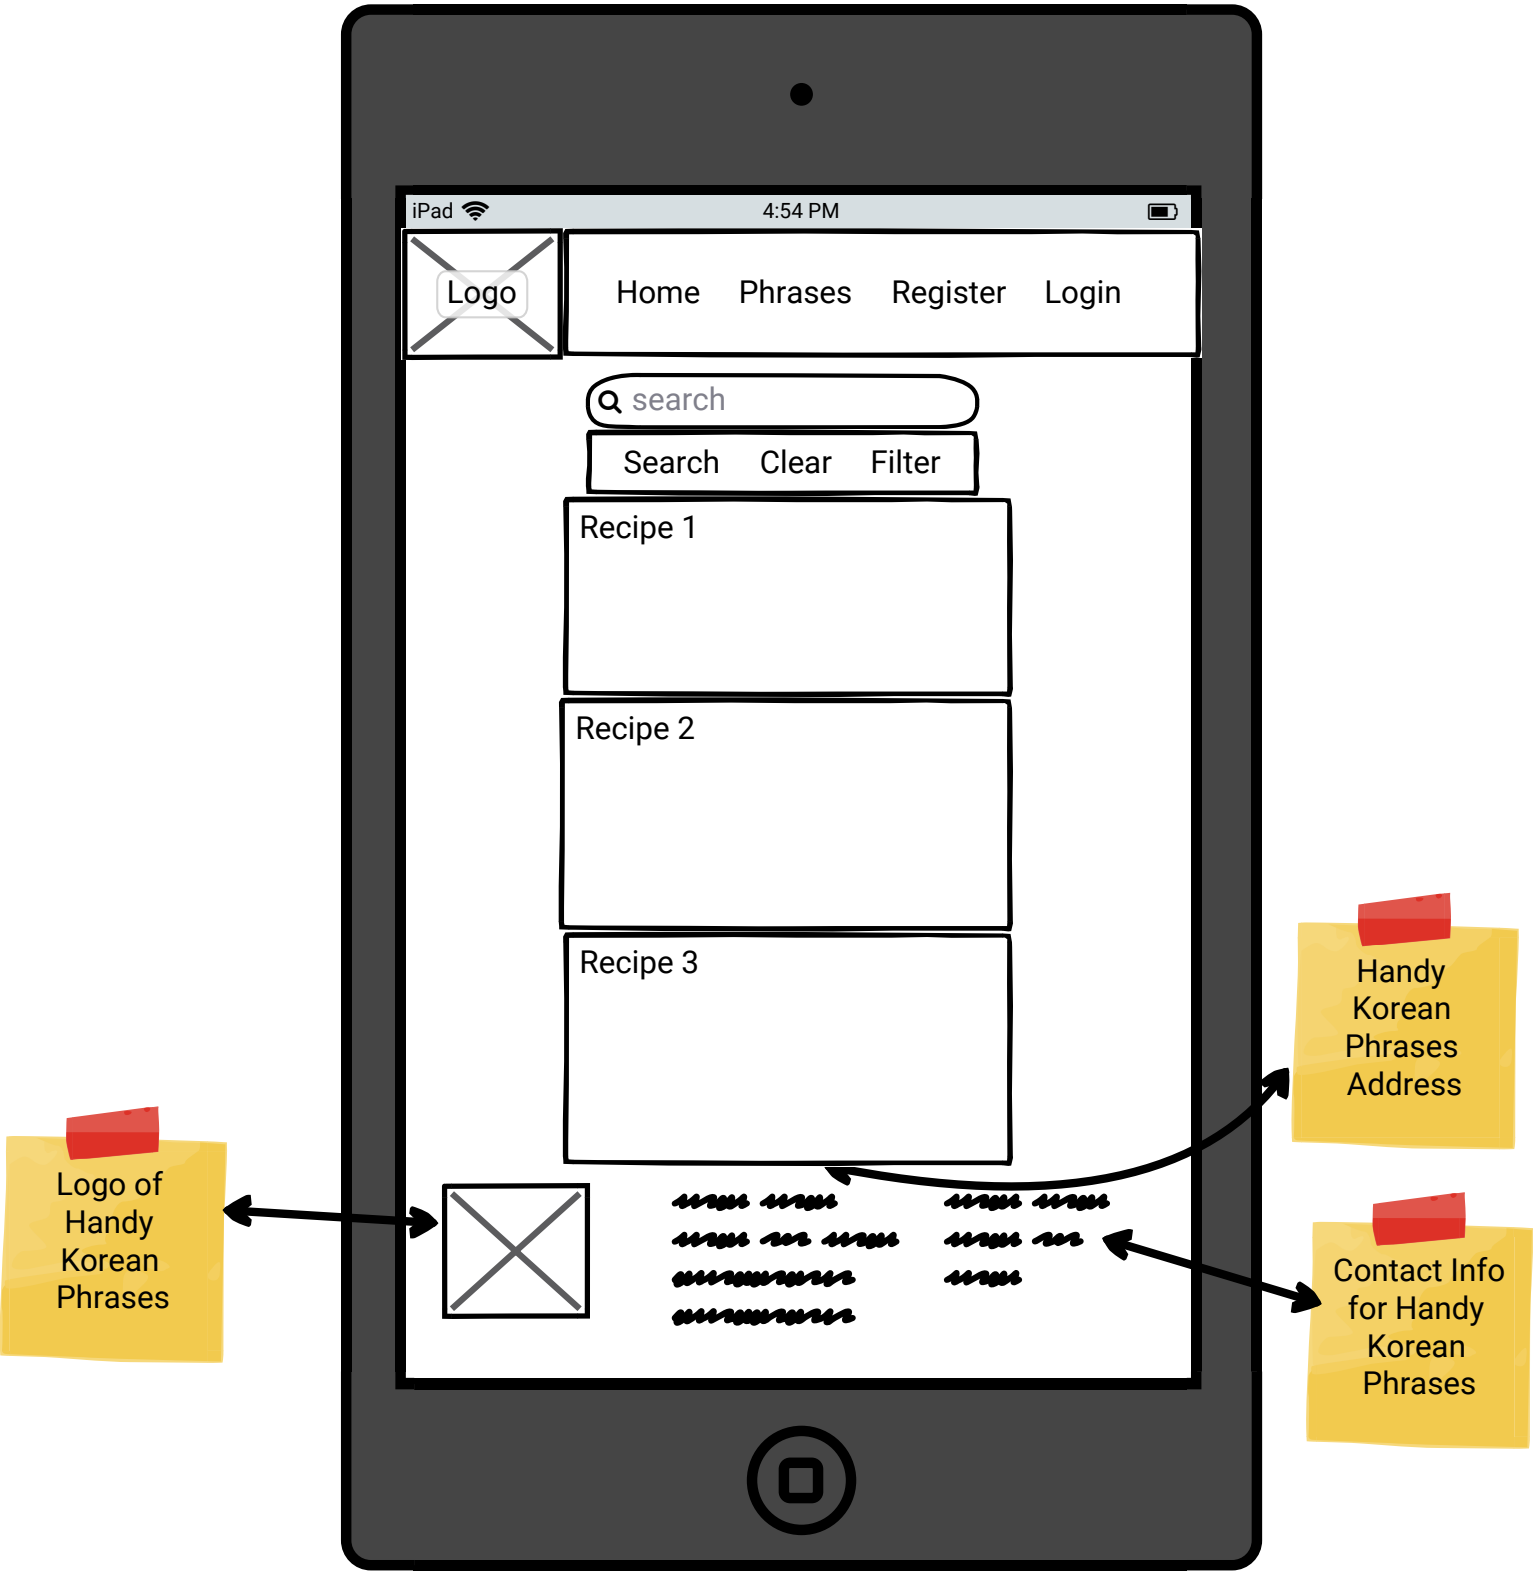 iPad 4:54 PM
Logo
Home Phrases Register Login
search
Search Clear Filter
Recipe 1
Recipe 2
Recipe 3
Handy
Korean
Phrases
Address
Logo of
Handy
Korean
Phrases
Contact Info
for Handy
Korean
Phrases